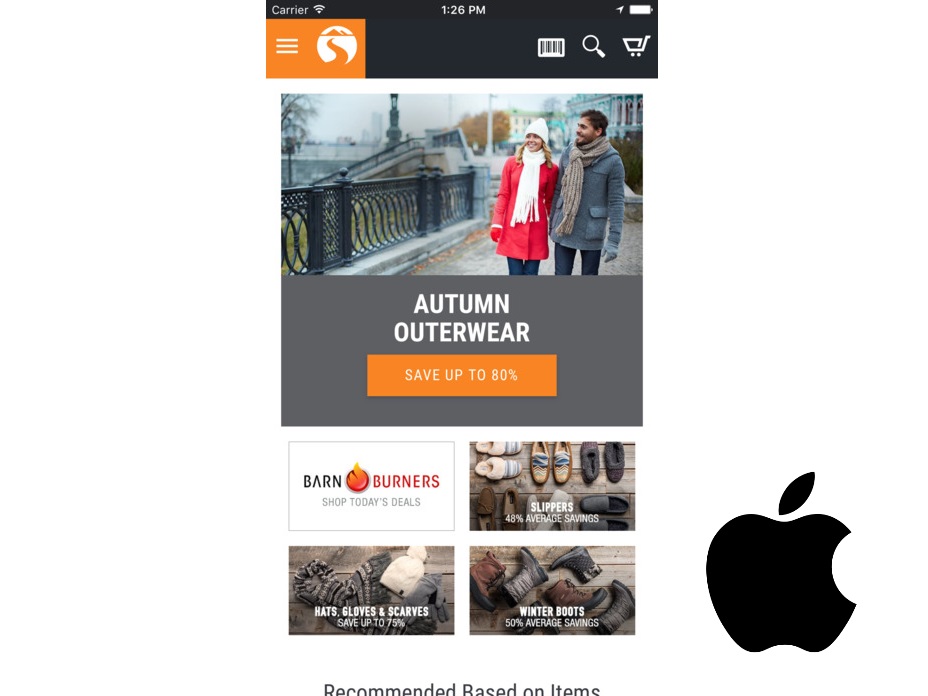 Carrier 1:26 PM
AUTUMN
OUTERWEAR
SAVE UP TO 80%
BARN BURNERS
SHOP TODAY'S DEALS
SLIPPERS
48% AVERAGE SAVINGS
HATS, GLOVES & SCARVES
SAVE UP TO 75%
WINTER BOOTS
50% AVERAGE SAVINGS
Recommended Based on Items